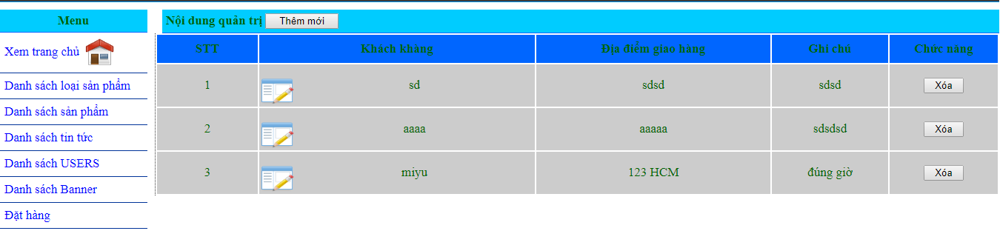 Menu
Xem trang chủ
Danh sách loại sản phẩm
Danh sách sản phẩm
Danh sách tin tức
Danh sách USERS
Danh sách Banner
Đặt hàng
Nội dung quản trị Thêm mới
STT Khách kháng Địa điểm giao hàng Ghi chú Chức năng
1 sd sdsd sdsd Xóa
2 aaaa aaaaa sdsdsd Xóa
3 miyu 123 HCM đúng giờ Xóa